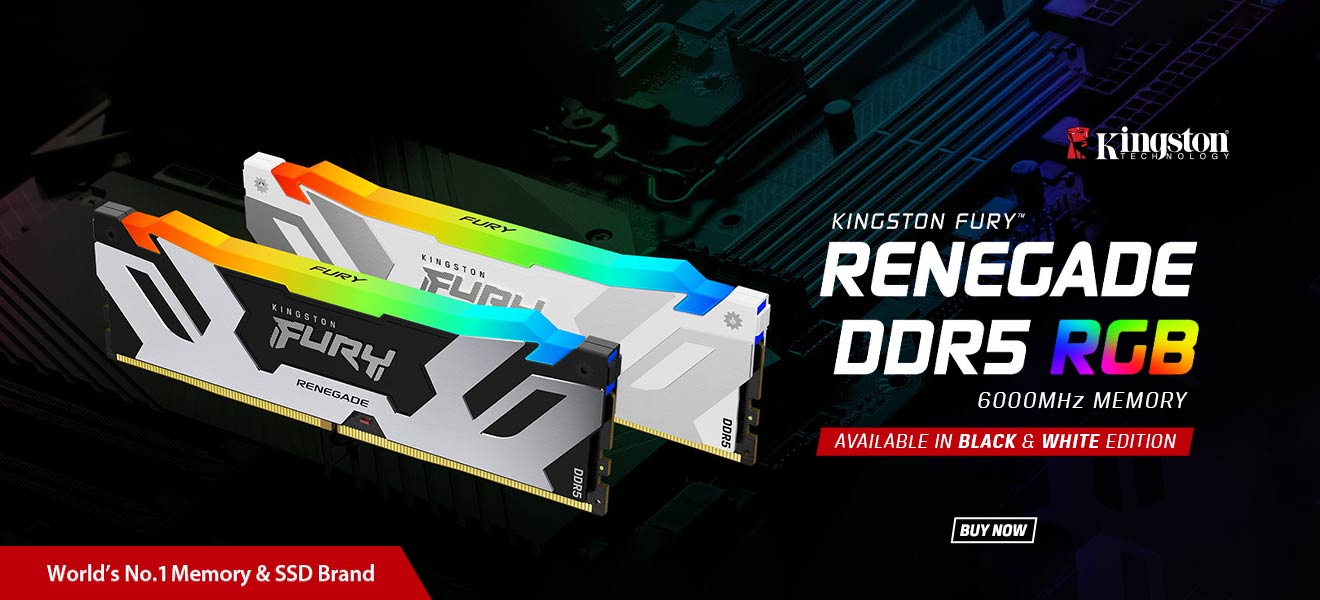 Kingston
TECHNOLOGY
KINGSTON FURY™
RENEGADE
DDR5 RGB
6000MHz MEMORY
AVAILABLE IN BLACK & WHITE EDITION
BUY NOW
FURY
KINGSTON
FURY
DDR5
FURY
KINGSTON
FURY
RENEGADE
DDR5
World's No.1 Memory & SSD Brand